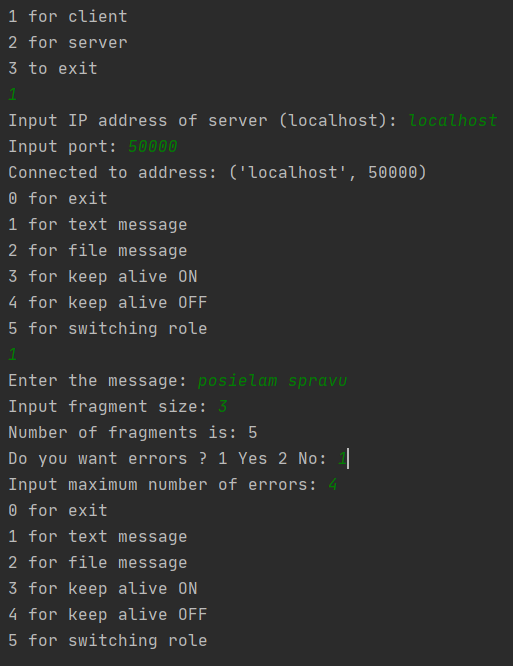 1 for client
2 for server
3 to exit
1
Input IP address of server (localhost): localhost
Input port: 50000
Connected to address: ('localhost', 50000)
0 for exit
1 for text message
2 for file message
3 for keep alive ON
4 for keep alive OFF
5 for switching role
1
Enter the message: posielam spravu
Input fragment size: 3
Number of fragments is: 5
Do you want errors ? 1 Yes 2 No: 1
Input maximum number of errors: 4
0 for exit
1 for text message
2 for file message
3 for keep alive ON
4 for keep alive OFF
5 for switching role